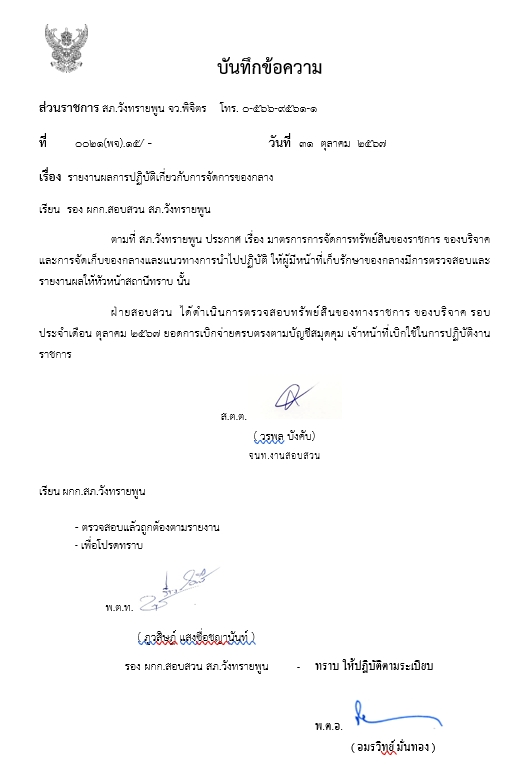 บันทึกข้อความ
ส่วนราชการ สภ.วังทรายพูน จว.พิจิตร โทร. ๐-๕๖๖-๙๕๖๑-๑
ที่ ๐๐๒๑(พจ).๑๕/ - วันที่ ๓๑ ตุลาคม ๒๕๖๗
เรื่อง รายงานผลการปฏิบัติเกี่ยวกับการจัดการของกลาง
เรียน รอง ผกก.สอบสวน สภ.วังทรายพูน
ตามที่ สภ.วังทรายพูน ประกาศ เรื่อง มาตรการการจัดการทรัพย์สินของราชการ ของบริจาค
และการจัดเก็บของกลางและแนวทางการนำไปปฏิบัติ ให้ผู้มีหน้าที่เก็บรักษาของกลางมีการตรวจสอบและ
รายงานผลให้หัวหน้าสถานีทราบ นั้น
ฝ่ายสอบสวน ได้ดำเนินการตรวจสอบทรัพย์สินของทางราชการ ของบริจาค รอบ
ประจำเดือน ตุลาคม ๒๕๖๗ ยอดการเบิกจ่ายครบตรงตามบัญชีสมุดคุม เจ้าหน้าที่เบิกใช้ในการปฏิบัติงาน
ราชการ
ส.ต.ต.
( วรพล บังคับ)
จนท.งานสอบสวน
เรียน ผกก.สภ.วังทรายพูน
- ตรวจสอบแล้วถูกต้องตามรายงาน
- เพื่อโปรดทราบ
พ.ต.ท.
( ภูวสิษฎ์ แสงชื่อชญานันท์ )
รอง ผกก.สอบสวน สภ.วังทรายพูน - ทราบ ให้ปฏิบัติตามระเบียบ
พ.ต.อ.
( อมรวิทย์ มั่นทอง )